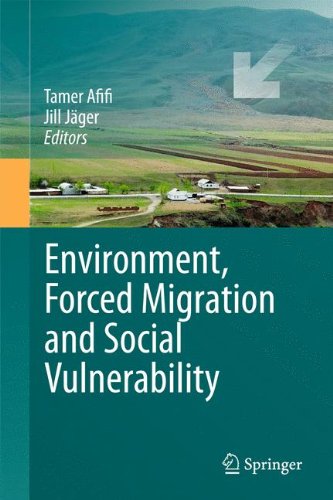 Tamer Afifi
Jill Jäger
Editors
Environment,
Forced Migration
and Social
Vulnerability
Springer